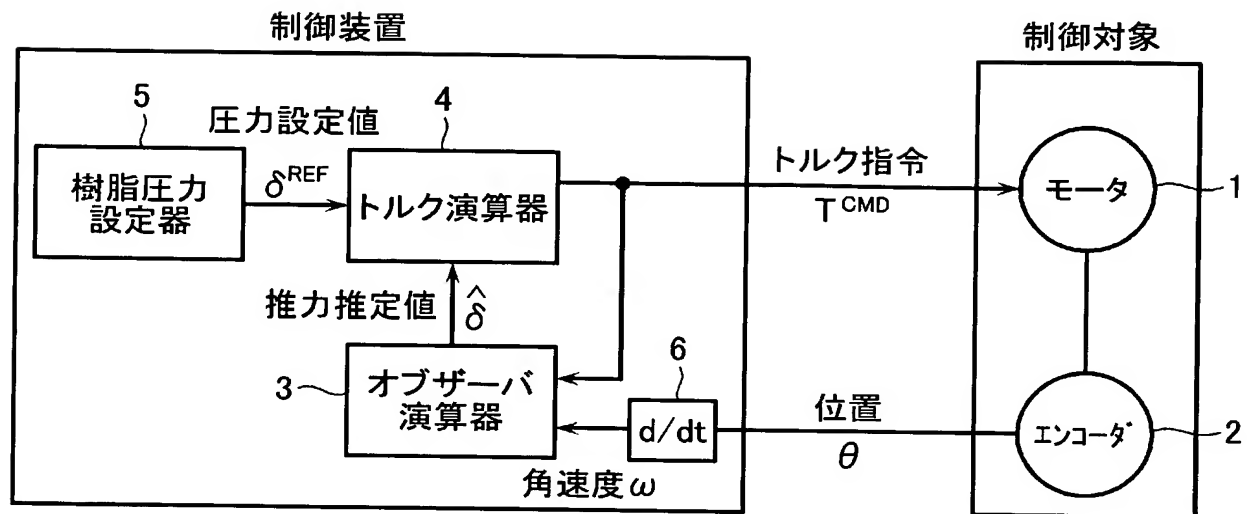 制御装置
制御対象
5
圧力設定値
4
樹脂圧力
設定器
δREF
トルク演算器
トルク指令
TCMD
モータ
1
推力推定値
δ̂
3
オブザーバ
演算器
6
d/dt
角速度ω
位置
θ
エンコーダ
2